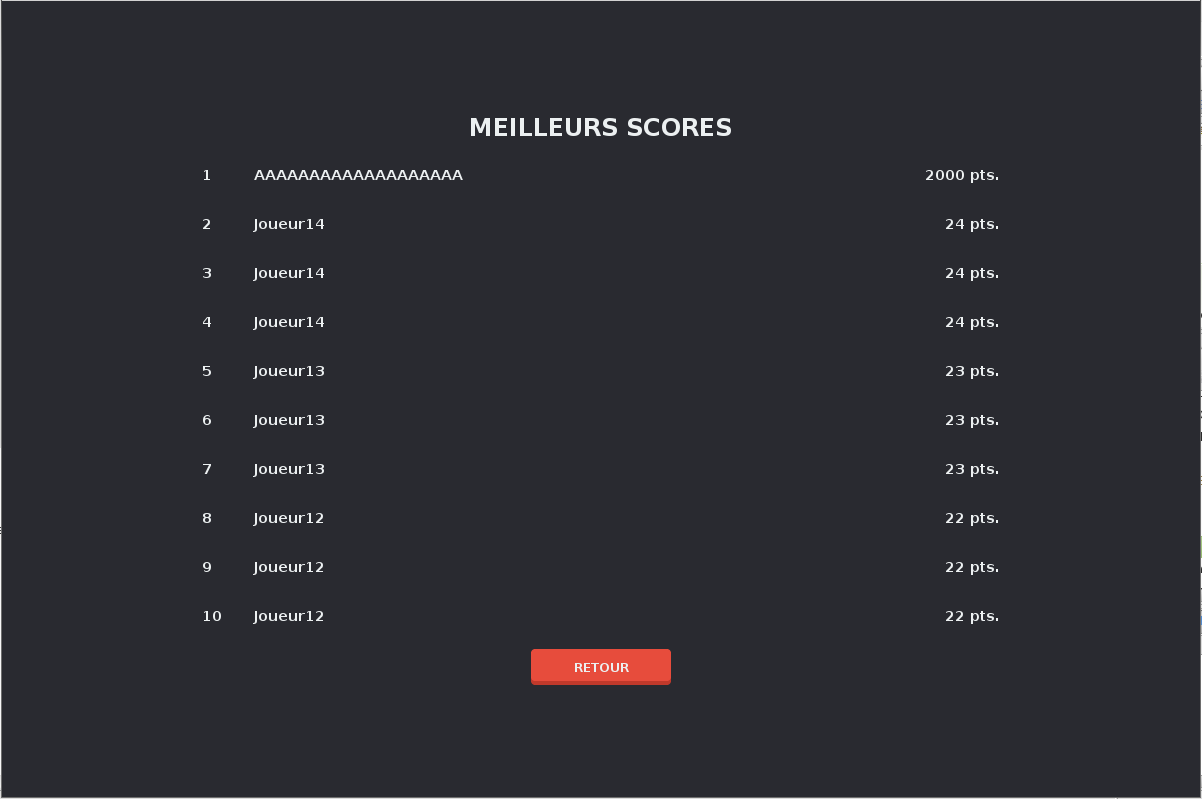 MEILLEURS SCORES
1 AAAAAAAAAAAAAAAAAAA 2000 pts.
2 Joueur14 24 pts.
3 Joueur14 24 pts.
4 Joueur14 24 pts.
5 Joueur13 23 pts.
6 Joueur13 23 pts.
7 Joueur13 23 pts.
8 Joueur12 22 pts.
9 Joueur12 22 pts.
10 Joueur12 22 pts.
RETOUR